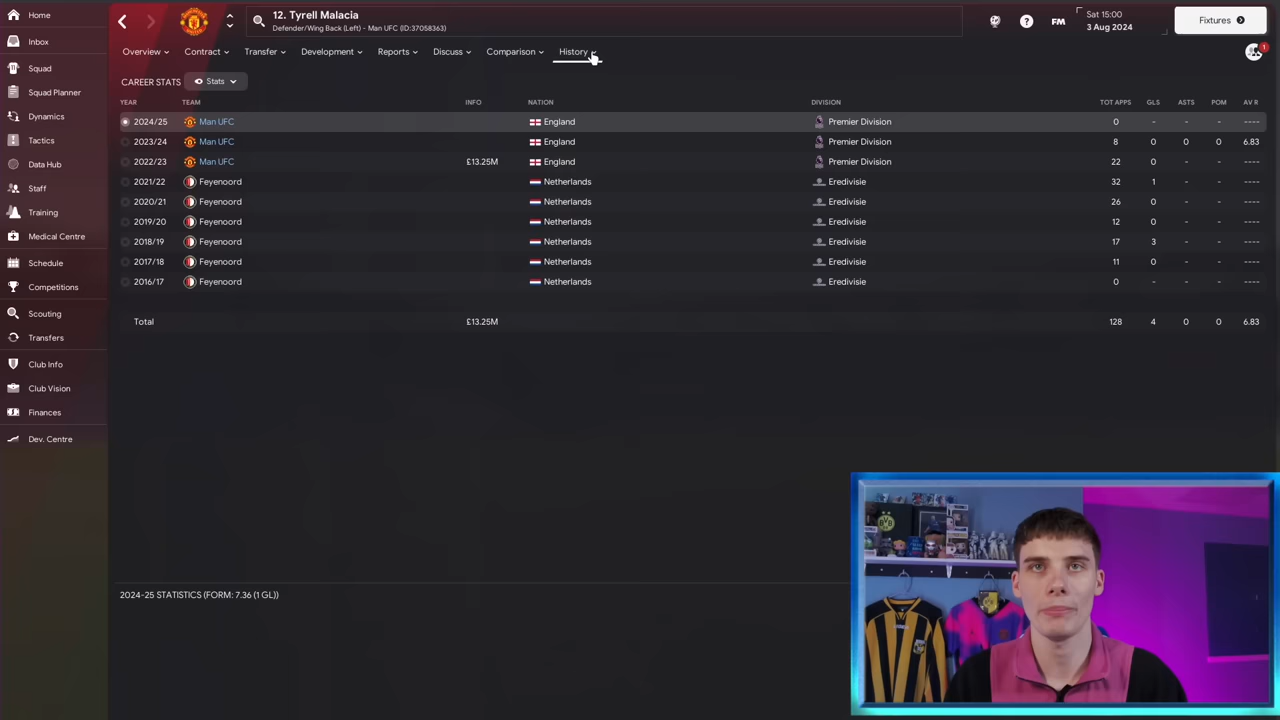 Home
Inbox
Squad
Squad Planner
Dynamics
Tactics
Data Hub
Staff
Training
Medical Centre
Schedule
Competitions
Scouting
Transfers
Club Info
Club Vision
Finances
Dev. Centre
12. Tyrell Malacia
Defender/Wing Back (Left) - Man UFC (ID:37058363)
FM
Sat 15:00
3 Aug 2024
Fixtures
1
Overview Contract Transfer Development Reports Discuss Comparison History
CAREER STATS Stats
YEAR TEAM INFO NATION DIVISION TOT APPS GLS ASTS POM AV R
2024/25 Man UFC England Premier Division 0 - - - ----
2023/24 Man UFC England Premier Division 8 0 0 0 6.83
2022/23 Man UFC £13.25M England Premier Division 22 0 - - ----
2021/22 Feyenoord Netherlands Eredivisie 32 1 - - ----
2020/21 Feyenoord Netherlands Eredivisie 26 0 - - ----
2019/20 Feyenoord Netherlands Eredivisie 12 0 - - ----
2018/19 Feyenoord Netherlands Eredivisie 17 3 - - ----
2017/18 Feyenoord Netherlands Eredivisie 11 0 - - ----
2016/17 Feyenoord Netherlands Eredivisie 0 - - - ----
Total £13.25M 128 4 0 0 6.83
2024-25 STATISTICS (FORM: 7.36 (1 GL))
BVB
09